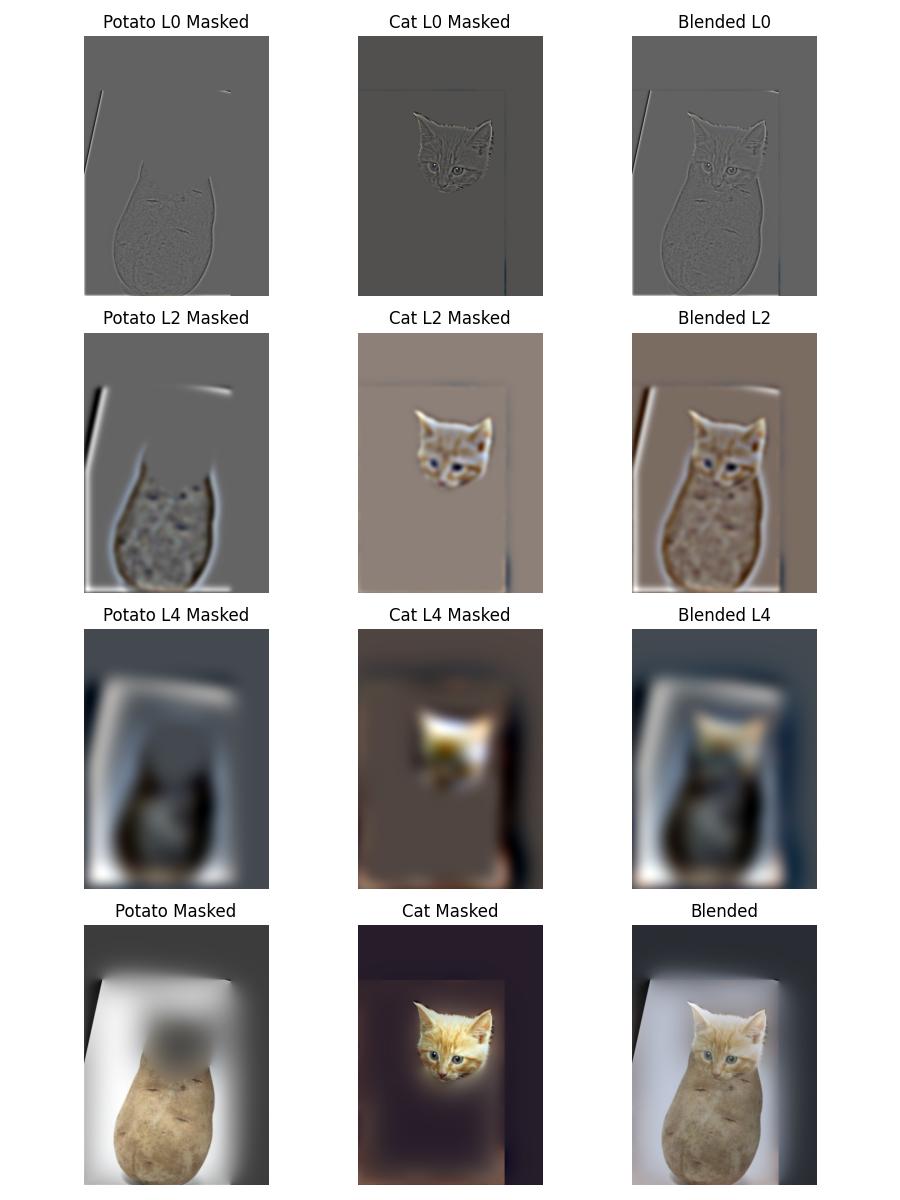 Potato L0 Masked
Cat L0 Masked
Blended L0
Potato L2 Masked
Cat L2 Masked
Blended L2
Potato L4 Masked
Cat L4 Masked
Blended L4
Potato Masked
Cat Masked
Blended